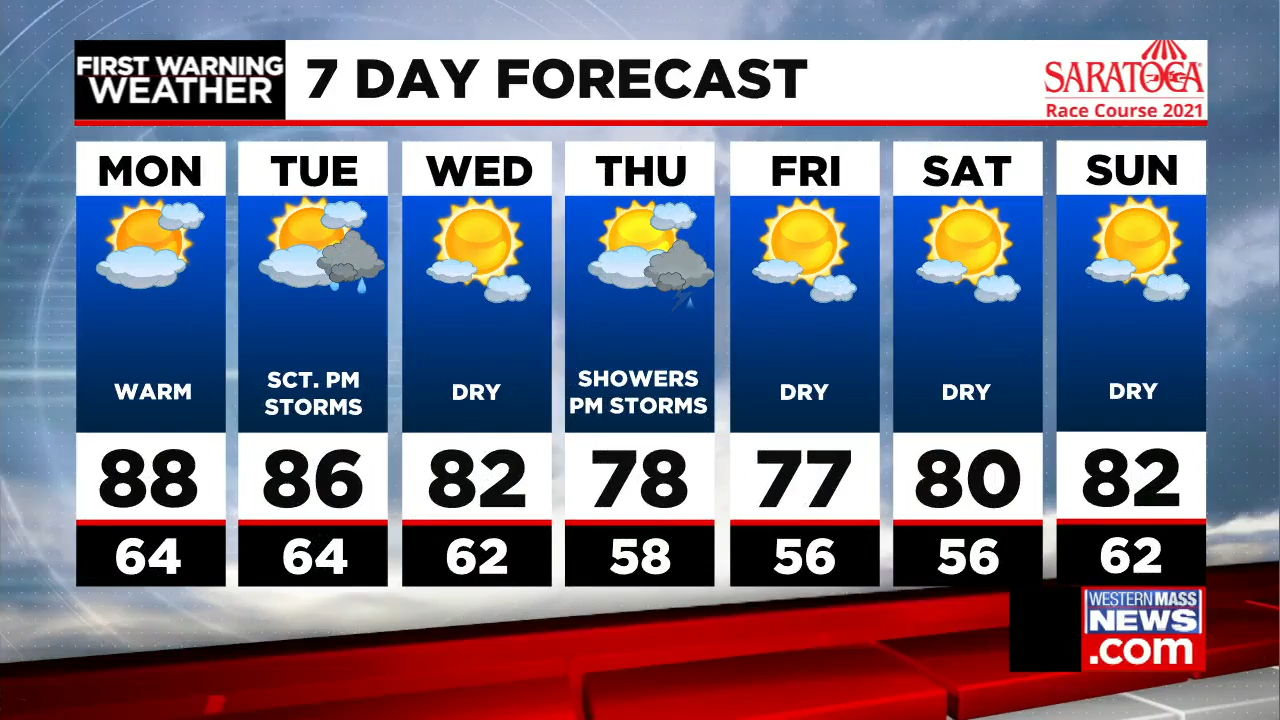 FIRST WARNING
WEATHER
7 DAY FORECAST
SARATOGA
Race Course 2021
MON
TUE
WED
THU
FRI
SAT
SUN
WARM
SCT. PM
STORMS
DRY
SHOWERS
PM STORMS
DRY
DRY
DRY
88
86
82
78
77
80
82
64
64
62
58
56
56
62
WESTERN MASS
NEWS
.com